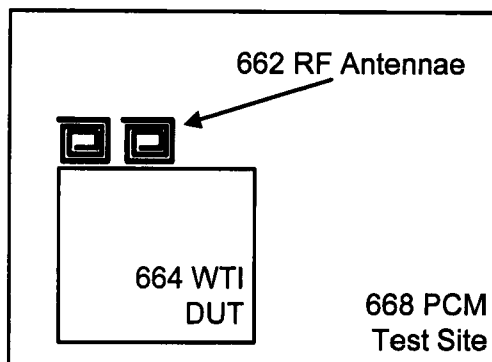 662 RF Antennae
664 WTI
DUT
668 PCM
Test Site